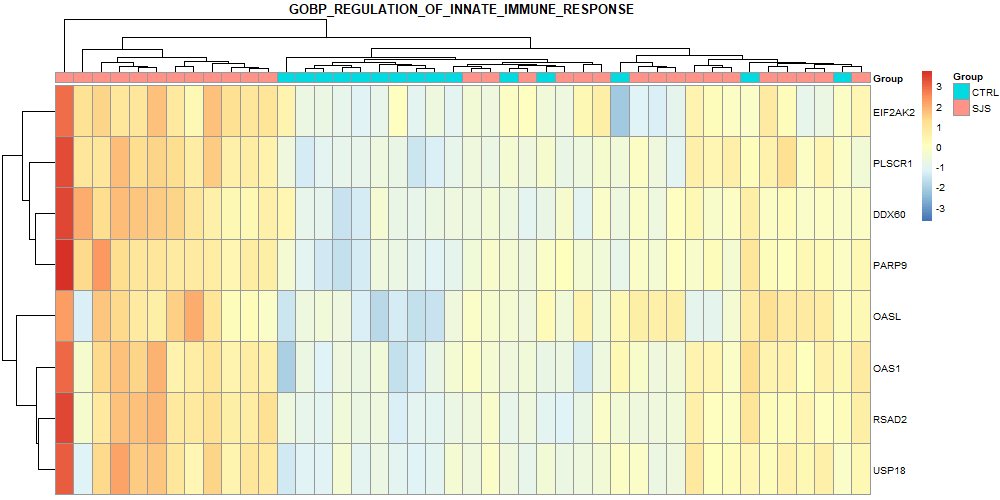 GOBP_REGULATION_OF_INNATE_IMMUNE_RESPONSE
Group
EIF2AK2
PLSCR1
DDX60
PARP9
OASL
OAS1
RSAD2
USP18
3
2
1
0
-1
-2
-3
Group
CTRL
SJS